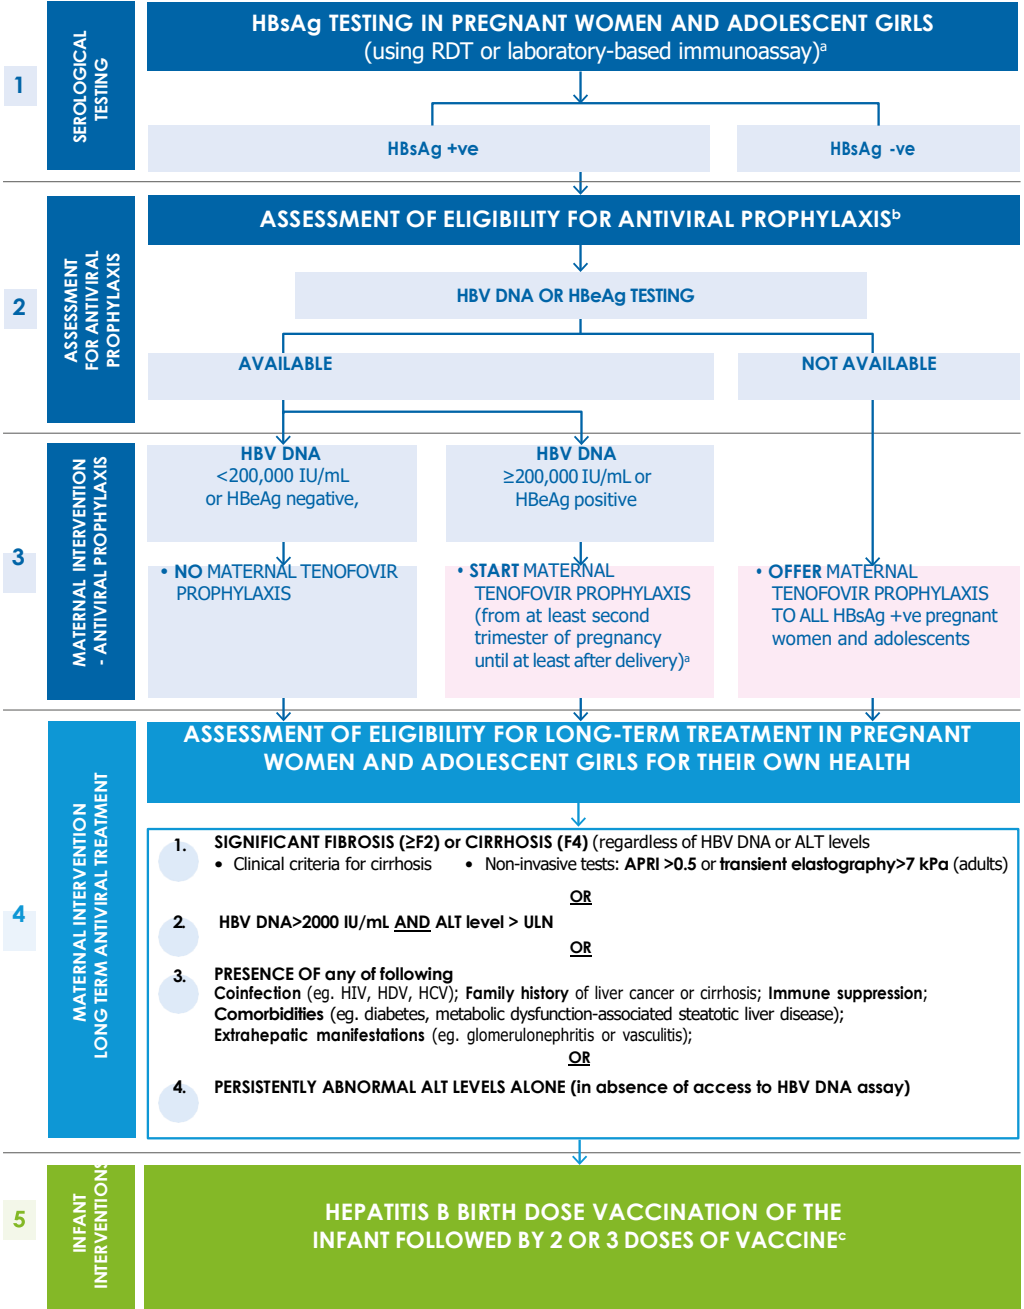 HBsAg TESTING IN PREGNANT WOMEN AND ADOLESCENT GIRLS
(using RDT or laboratory-based immunoassay)ᵃ
1
SEROLOGICAL
TESTING
HBsAg +ve
HBsAg -ve
ASSESSMENT OF ELIGIBILITY FOR ANTIVIRAL PROPHYLAXISᵇ
2
ASSESSMENT
FOR ANTIVIRAL
PROPHYLAXIS
HBV DNA OR HBeAg TESTING
AVAILABLE
NOT AVAILABLE
3
MATERNAL INTERVENTION
- ANTIVIRAL PROPHYLAXIS
HBV DNA
<200,000 IU/mL
or HBeAg negative,
HBV DNA
≥200,000 IU/mL or
HBeAg positive
• NO MATERNAL TENOFOVIR
PROPHYLAXIS
• START MATERNAL
TENOFOVIR PROPHYLAXIS
(from at least second
trimester of pregnancy
until at least after delivery)ᵃ
• OFFER MATERNAL
TENOFOVIR PROPHYLAXIS
TO ALL HBsAg +ve pregnant
women and adolescents
ASSESSMENT OF ELIGIBILITY FOR LONG-TERM TREATMENT IN PREGNANT
WOMEN AND ADOLESCENT GIRLS FOR THEIR OWN HEALTH
4
MATERNAL INTERVENTION
LONG TERM ANTIVIRAL TREATMENT
1. SIGNIFICANT FIBROSIS (≥F2) or CIRRHOSIS (F4) (regardless of HBV DNA or ALT levels
• Clinical criteria for cirrhosis • Non-invasive tests: APRI >0.5 or transient elastography>7 kPa (adults)
OR
2. HBV DNA>2000 IU/mL AND ALT level > ULN
OR
3. PRESENCE OF any of following
Coinfection (eg. HIV, HDV, HCV); Family history of liver cancer or cirrhosis; Immune suppression;
Comorbidities (eg. diabetes, metabolic dysfunction-associated steatotic liver disease);
Extrahepatic manifestations (eg. glomerulonephritis or vasculitis);
OR
4. PERSISTENTLY ABNORMAL ALT LEVELS ALONE (in absence of access to HBV DNA assay)
5
INFANT
INTERVENTIONS
HEPATITIS B BIRTH DOSE VACCINATION OF THE
INFANT FOLLOWED BY 2 OR 3 DOSES OF VACCINEᶜ